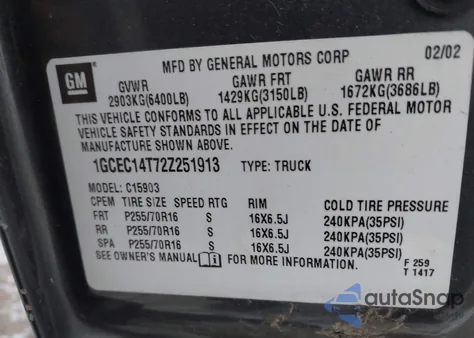 MFD BY GENERAL MOTORS CORP 02/02
GM
GVWR GAWR FRT GAWR RR
2903KG(6400LB) 1429KG(3150LB) 1672KG(3686LB)
THIS VEHICLE CONFORMS TO ALL APPLICABLE U.S. FEDERAL MOTOR
VEHICLE SAFETY STANDARDS IN EFFECT ON THE DATE OF
MANUFACTURE SHOWN ABOVE.
1GCEC14T72Z251913 TYPE: TRUCK
MODEL: C15903
CPEM TIRE SIZE SPEED RTG RIM COLD TIRE PRESSURE
FRT P255/70R16 S 16X6.5J 240KPA(35PSI)
RR P255/70R16 S 16X6.5J 240KPA(35PSI)
SPA P255/70R16 S 16X6.5J 240KPA(35PSI)
SEE OWNER'S MANUAL FOR MORE INFORMATION.
F 259
T 1417
autoSnap